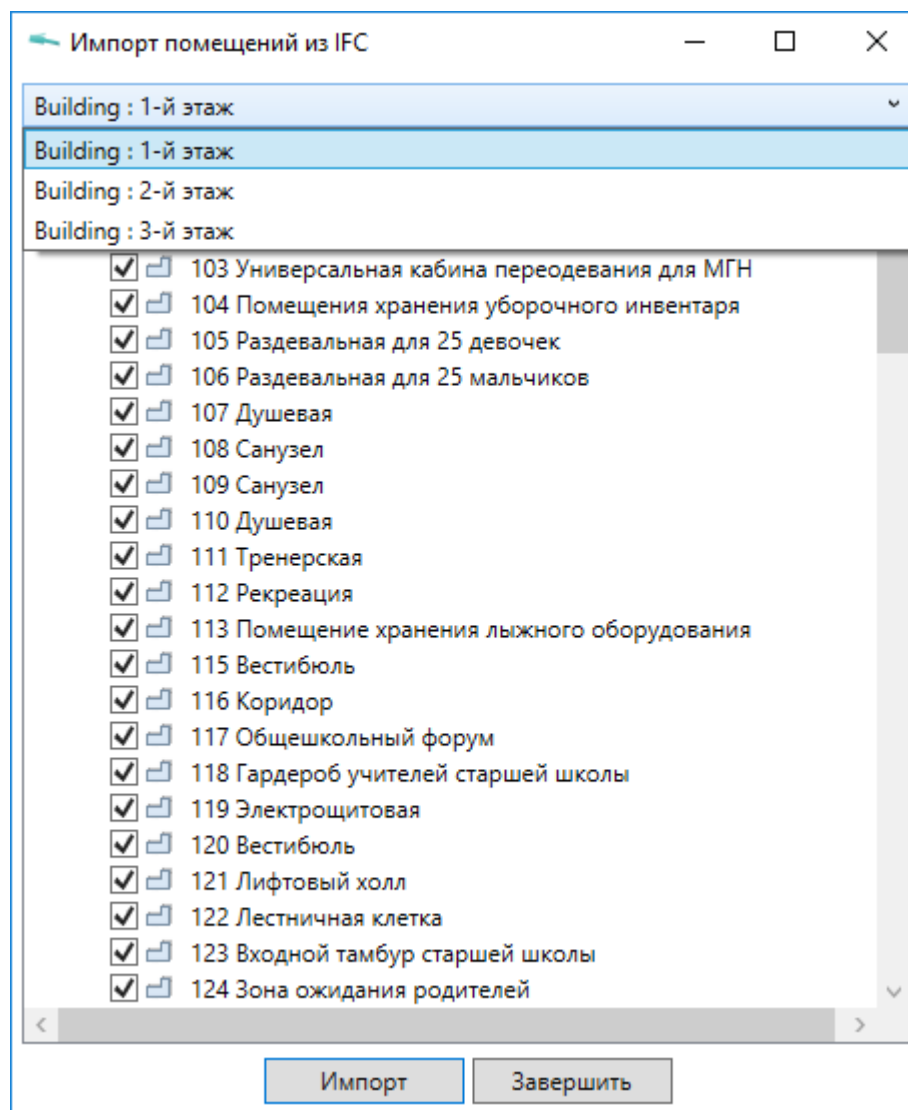 Импорт помещений из IFC
Building : 1-й этаж
Building : 1-й этаж
Building : 2-й этаж
Building : 3-й этаж
103 Универсальная кабина переодевания для МГН
104 Помещения хранения уборочного инвентаря
105 Раздевальная для 25 девочек
106 Раздевальная для 25 мальчиков
107 Душевая
108 Санузел
109 Санузел
110 Душевая
111 Тренерская
112 Рекреация
113 Помещение хранения лыжного оборудования
115 Вестибюль
116 Коридор
117 Общешкольный форум
118 Гардероб учителей старшей школы
119 Электрощитовая
120 Вестибюль
121 Лифтовый холл
122 Лестничная клетка
123 Входной тамбур старшей школы
124 Зона ожидания родителей
Импорт Завершить